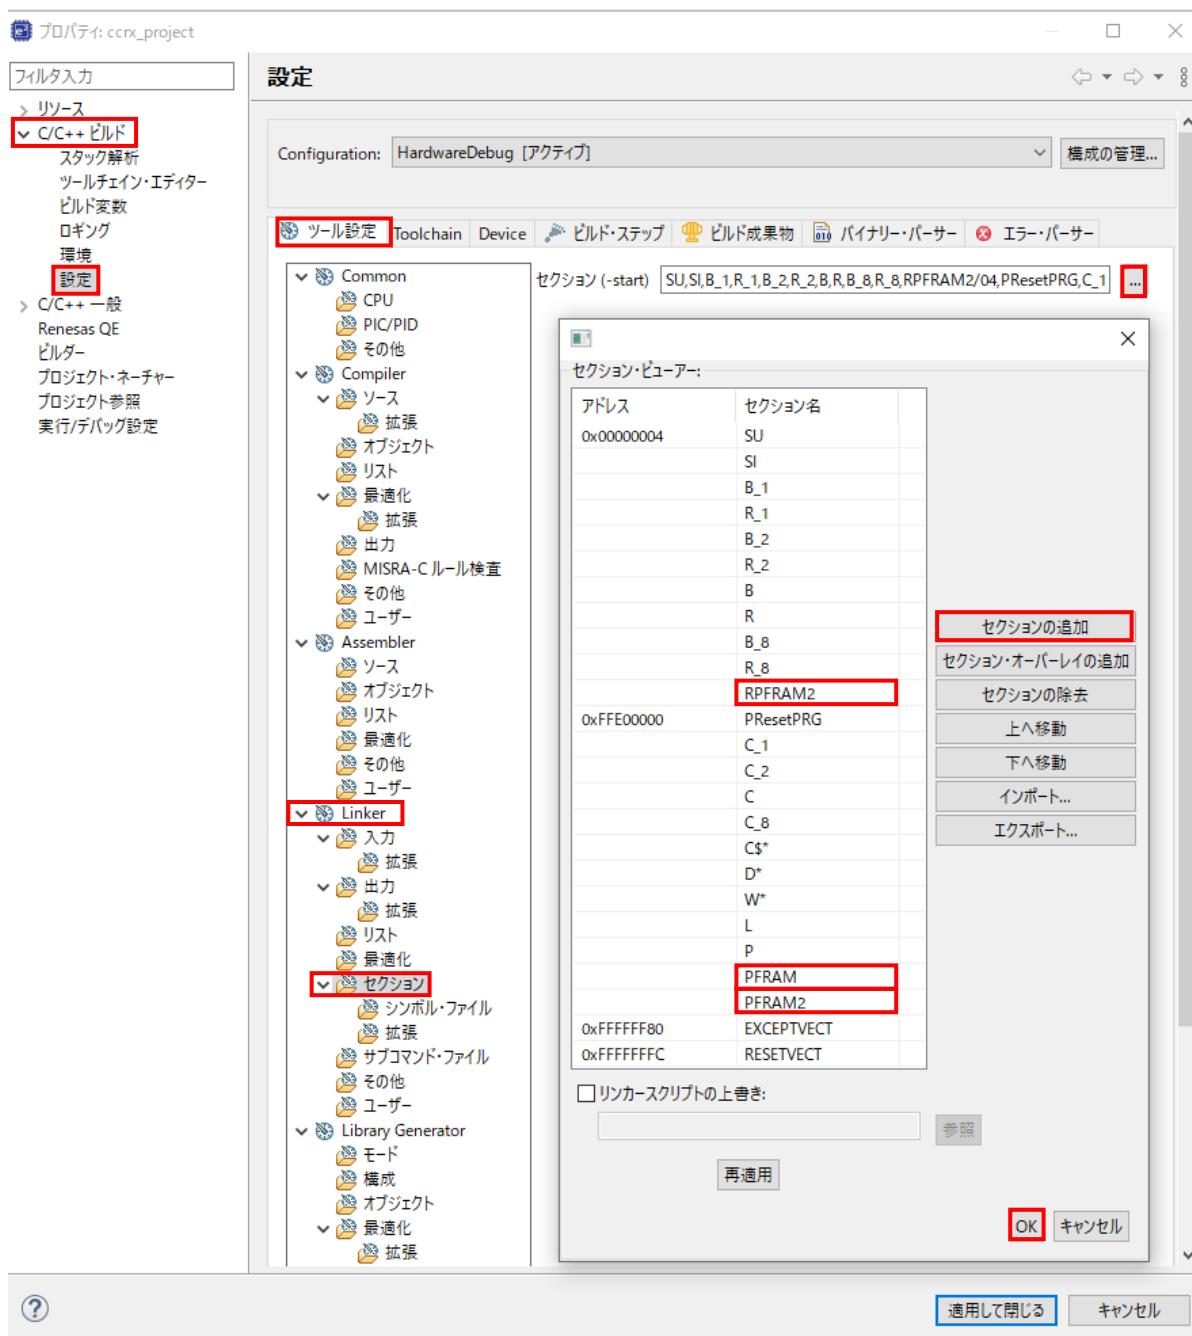 プロパティ: ccrx_project
フィルタ入力
設定
リソース
C/C++ ビルド
スタック解析
ツールチェイン・エディター
ビルド変数
ロギング
環境
設定
C/C++ 一般
Renesas QE
ビルダー
プロジェクト・ネーチャー
プロジェクト参照
実行/デバッグ設定
Configuration: HardwareDebug [アクティブ] 構成の管理...
ツール設定 Toolchain Device ビルド・ステップ ビルド成果物 バイナリー・パーサー エラー・パーサー
Common
CPU
PIC/PID
その他
Compiler
ソース
拡張
オブジェクト
リスト
最適化
拡張
出力
MISRA-C ルール検査
その他
ユーザー
Assembler
ソース
オブジェクト
リスト
最適化
その他
ユーザー
Linker
入力
拡張
出力
拡張
リスト
最適化
セクション
シンボル・ファイル
拡張
サブコマンド・ファイル
その他
ユーザー
Library Generator
モード
構成
オブジェクト
最適化
拡張
セクション (-start) SU,SI,B_1,R_1,B_2,R_2,B,R,B_8,R_8,RPFRAM2/04,PResetPRG,C_1 ...
セクション・ビューアー:
アドレス セクション名
0x00000004 SU
SI
B_1
R_1
B_2
R_2
B
R
B_8
R_8
RPFRAM2
0xFFE00000 PResetPRG
C_1
C_2
C
C_8
C$*
D*
W*
L
P
PFRAM
PFRAM2
0xFFFFFF80 EXCEPTVECT
0xFFFFFFFC RESETVECT
セクションの追加
セクション・オーバーレイの追加
セクションの除去
上へ移動
下へ移動
インポート...
エクスポート...
リンカースクリプトの上書き:
参照
再適用
OK キャンセル
適用して閉じる キャンセル